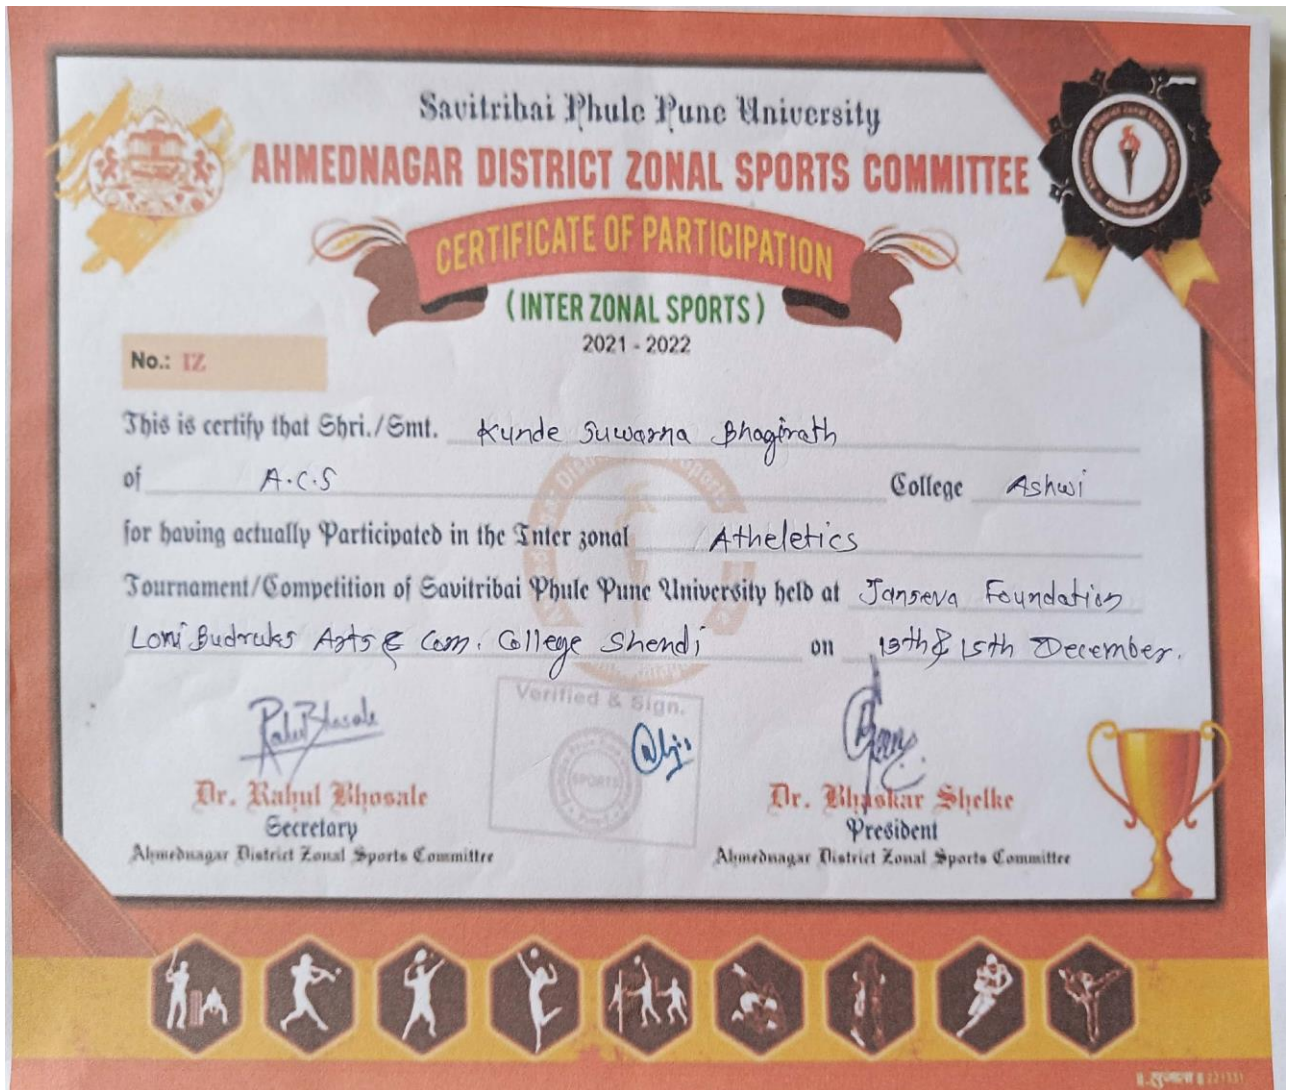 Savitribai Phule Pune University
AHMEDNAGAR DISTRICT ZONAL SPORTS COMMITTEE
CERTIFICATE OF PARTICIPATION
(INTER ZONAL SPORTS)
2021 - 2022
No.: IZ
This is certify that Shri./Smt. Kunde Suwarna Bhagirath
of A.C.S College Ashwi
for having actually Participated in the Inter zonal Atheletics
Tournament/Competition of Savitribai Phule Pune University held at Janseva Foundation
Loni Budruks Arts & Com. College Shendi on 13th & 15th December.
Verified & Sign.
SPORTS
Dr. Rahul Bhosale Dr. Bhaskar Shelke
Secretary President
Ahmednagar District Zonal Sports Committee Ahmednagar District Zonal Sports Committee